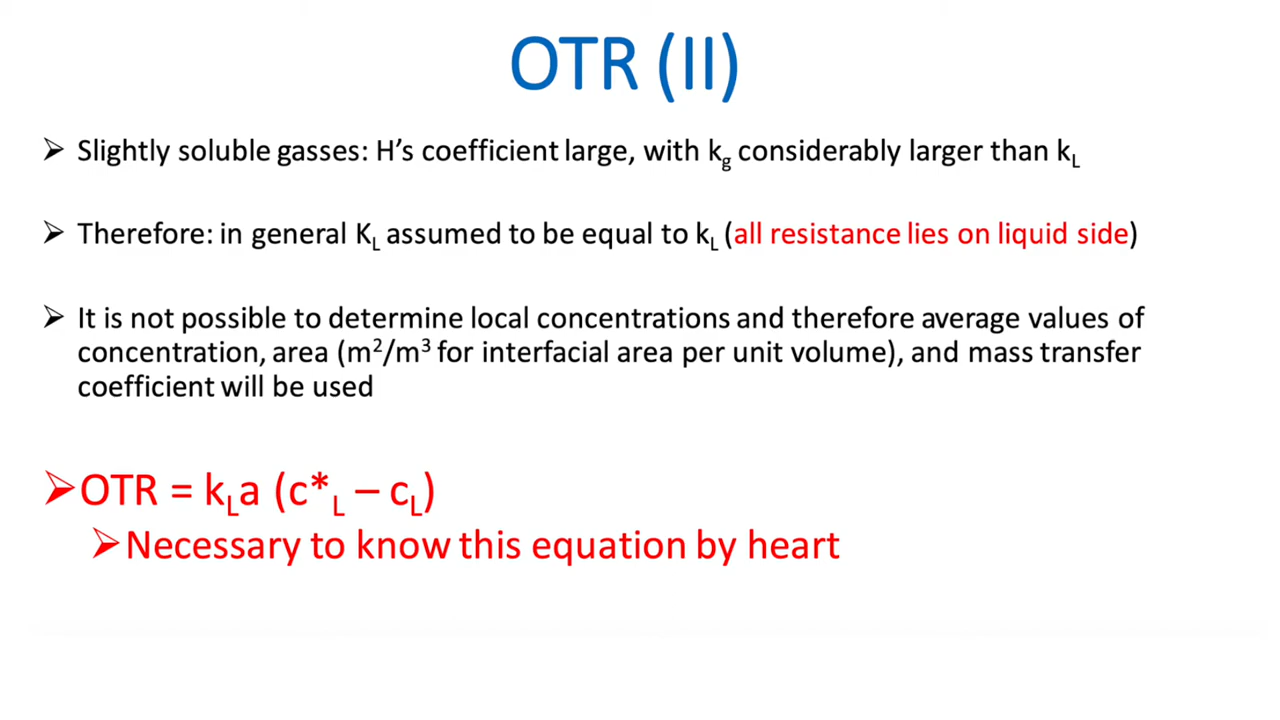 OTR (II)
➢ Slightly soluble gasses: H’s coefficient large, with kg considerably larger than kL
➢ Therefore: in general KL assumed to be equal to kL (all resistance lies on liquid side)
➢ It is not possible to determine local concentrations and therefore average values of
concentration, area (m²/m³ for interfacial area per unit volume), and mass transfer
coefficient will be used
➢ OTR = kLa (c*L – cL)
➢ Necessary to know this equation by heart